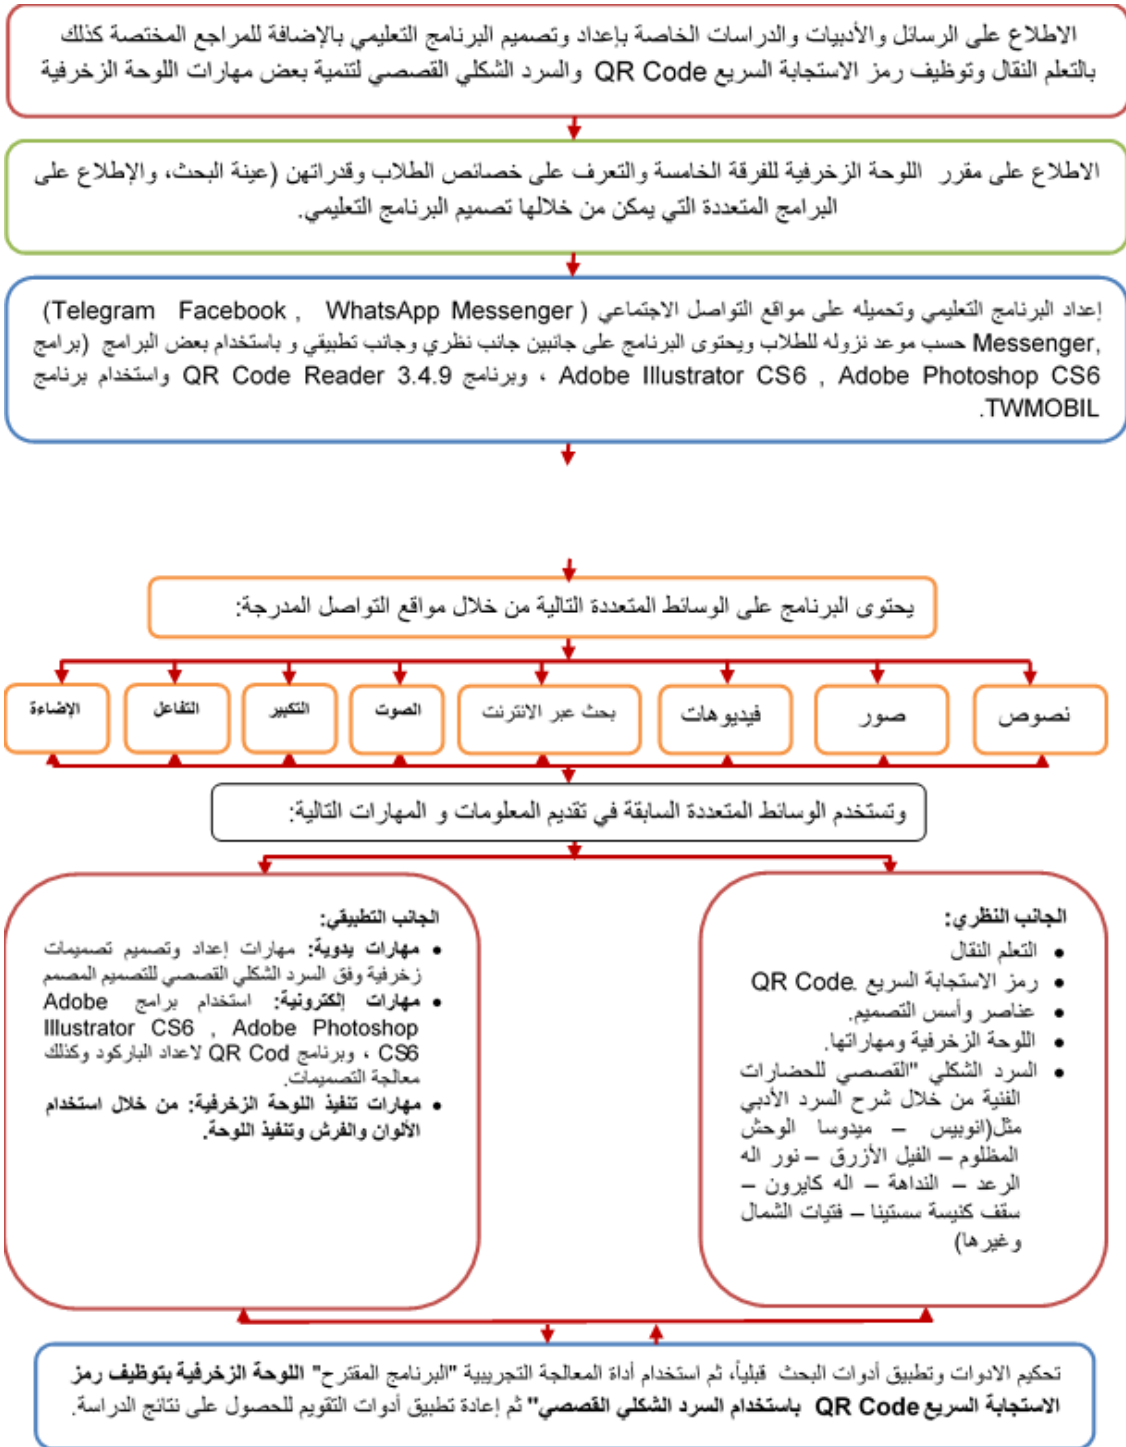 الاطلاع على الرسائل والأدبيات والدراسات الخاصة بإعداد وتصميم البرنامج التعليمي بالإضافة للمراجع المختصة كذلك
بالتعلم النقال وتوظيف رمز الاستجابة السريع QR Code والسرد الشكلي القصصي لتنمية بعض مهارات اللوحة الزخرفية
الاطلاع على مقرر اللوحة الزخرفية للفرقة الخامسة والتعرف على خصائص الطلاب وقدراتهن (عينة البحث، والإطلاع على
البرامج المتعددة التي يمكن من خلالها تصميم البرنامج التعليمي.
إعداد البرنامج التعليمي وتحميله على مواقع التواصل الاجتماعي ( Telegram Facebook , WhatsApp Messenger)
Messenger, حسب موعد نزوله للطلاب ويحتوى البرنامج على جانبين جانب نظري وجانب تطبيقي و باستخدام بعض البرامج (برامج
Adobe Illustrator CS6 , Adobe Photoshop CS6 ، وبرنامج QR Code Reader 3.4.9 واستخدام برنامج
TWMOBIL.
يحتوى البرنامج على الوسائط المتعددة التالية من خلال مواقع التواصل المدرجة:
نصوص
صور
فيديوهات
بحث عبر الانترنت
الصوت
التكبير
التفاعل
الإضاءة
وتستخدم الوسائط المتعددة السابقة في تقديم المعلومات و المهارات التالية:
الجانب النظري:
• التعلم النقال
• رمز الاستجابة السريع QR Code.
• عناصر وأسس التصميم.
• اللوحة الزخرفية ومهاراتها.
• السرد الشكلي "القصصي للحضارات
الفنية من خلال شرح السرد الأدبي
مثل(انوبيس – ميدوسا الوحش
المظلوم – الفيل الأزرق – نور اله
الرعد – النداهة – اله كايرون –
سقف كنيسة سستينا – فتيات الشمال
وغيرها)
الجانب التطبيقي:
• مهارات يدوية: مهارات إعداد وتصميم تصميمات
زخرفية وفق السرد الشكلي القصصي للتصميم المصمم
• مهارات إلكترونية: استخدام برامج Adobe
Illustrator CS6 , Adobe Photoshop
CS6 ، وبرنامج QR Cod لاعداد الباركود وكذلك
معالجة التصميمات.
• مهارات تنفيذ اللوحة الزخرفية: من خلال استخدام
الألوان والفرش وتنفيذ اللوحة.
تحكيم الادوات وتطبيق أدوات البحث قبلياً، ثم استخدام أداة المعالجة التجريبية "البرنامج المقترح" اللوحة الزخرفية بتوظيف رمز
الاستجابة السريع QR Code باستخدام السرد الشكلي القصصي" ثم إعادة تطبيق أدوات التقويم للحصول على نتائج الدراسة.